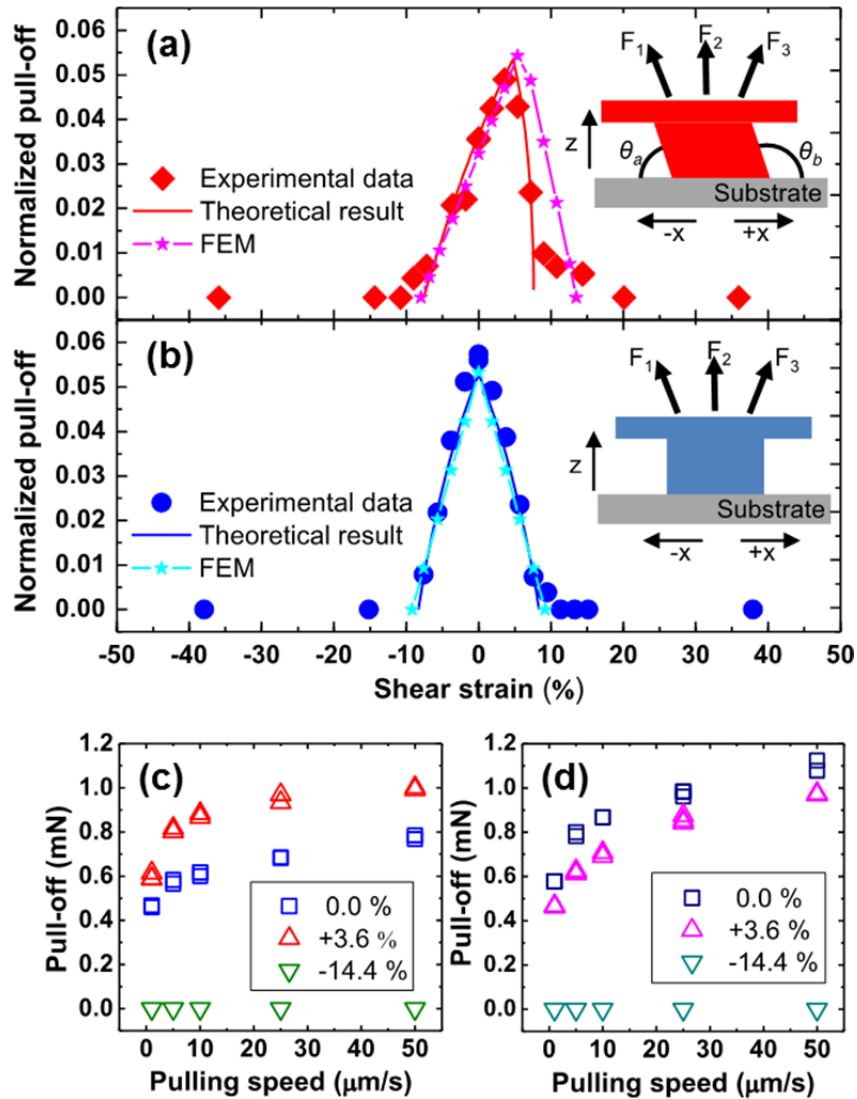 (a)
Normalized pull-off
0.06
0.05
0.04
0.03
0.02
0.01
0.00
Experimental data
Theoretical result
FEM
F1 F2 F3
z
θa θb
Substrate
-x +x
(b)
Normalized pull-off
0.06
0.05
0.04
0.03
0.02
0.01
0.00
Experimental data
Theoretical result
FEM
F1 F2 F3
z
Substrate
-x +x
-50 -40 -30 -20 -10 0 10 20 30 40 50
Shear strain (%)
(c)
Pull-off (mN)
1.2
1.0
0.8
0.6
0.4
0.2
0.0
0.0 %
+3.6 %
-14.4 %
0 10 20 30 40 50
Pulling speed (μm/s)
(d)
Pull-off (mN)
1.2
1.0
0.8
0.6
0.4
0.2
0.0
0.0 %
+3.6 %
-14.4 %
0 10 20 30 40 50
Pulling speed (μm/s)